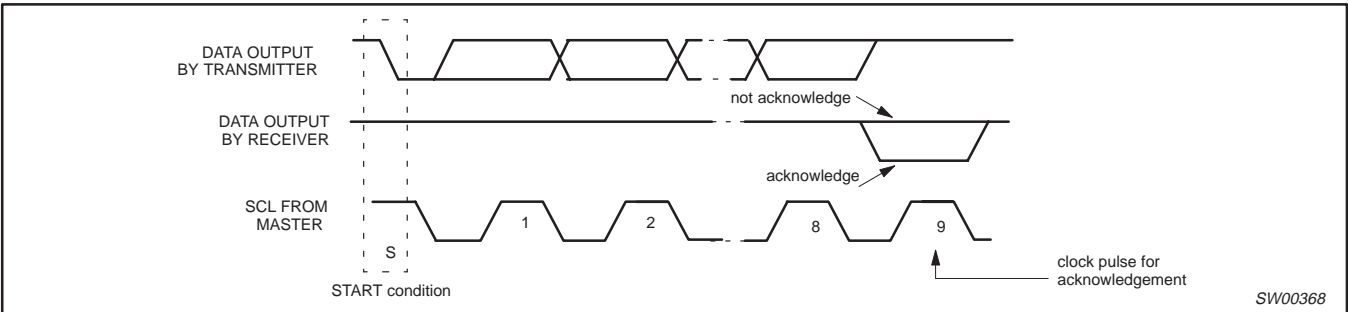 DATA OUTPUT
BY TRANSMITTER
not acknowledge
DATA OUTPUT
BY RECEIVER
acknowledge
SCL FROM
MASTER
1
2
8
9
S
clock pulse for
acknowledgement
START condition
SW00368